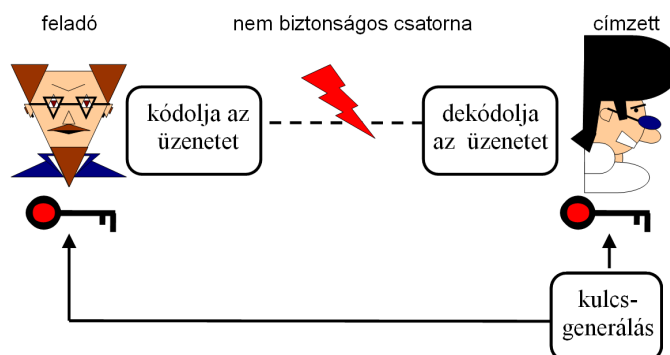 feladó
nem biztonságos csatorna
címzett
kódolja az
üzenetet
dekódolja
az üzenetet
kulcs-
generálás